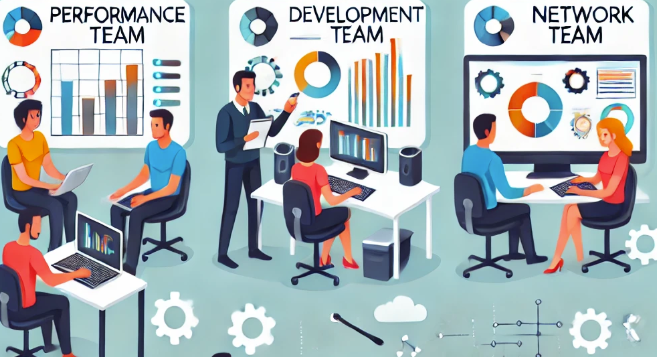 PERFORMANCE
TEAM
DEVELOPMENT
TEAM
NETWORK
TEAM